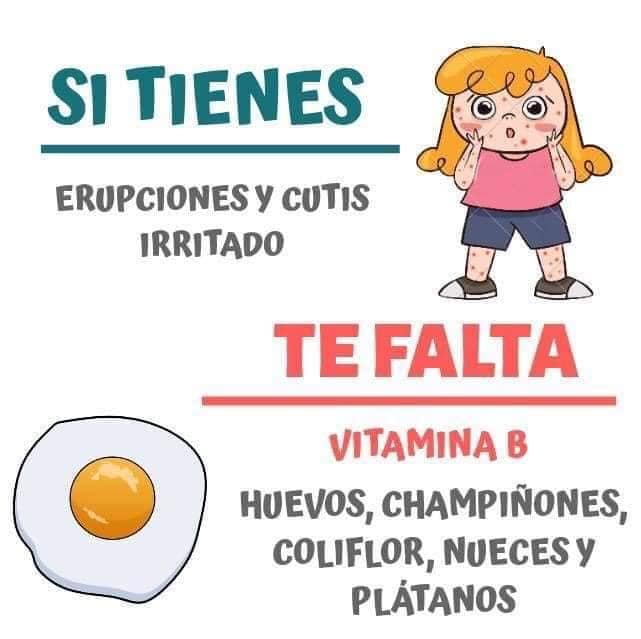 SI TIENES
ERUPCIONES Y CUTIS
IRRITADO
TE FALTA
VITAMINA B
HUEVOS, CHAMPIÑONES,
COLIFLOR, NUECES Y
PLÁTANOS